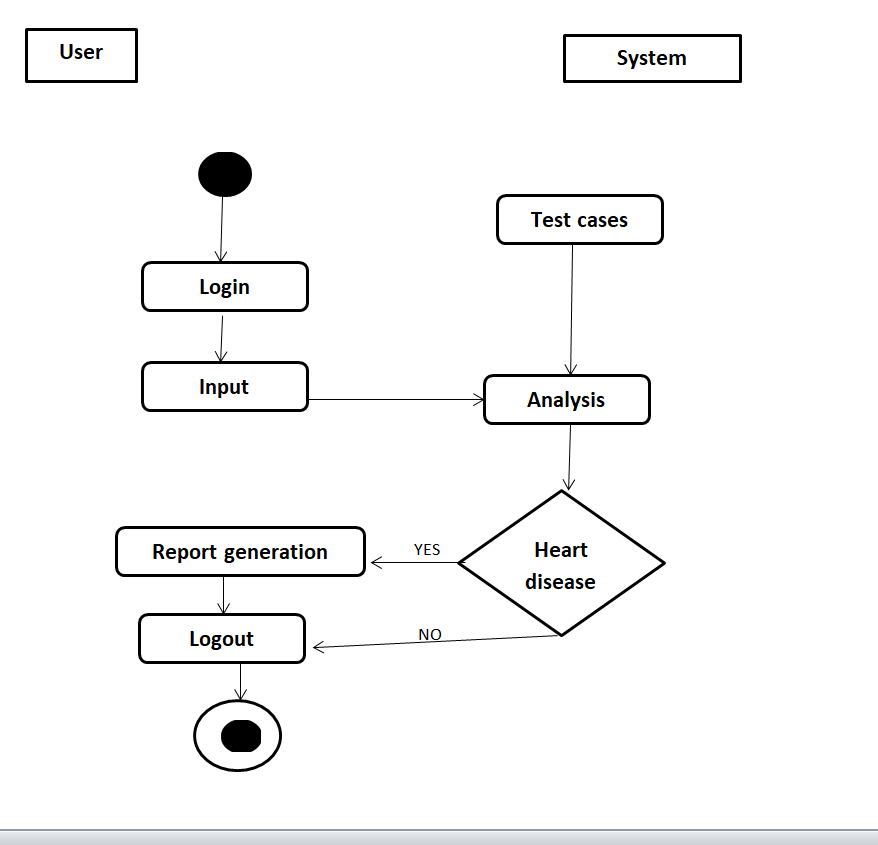 User
System
Test cases
Login
Input
Analysis
Heart
disease
YES
Report generation
NO
Logout